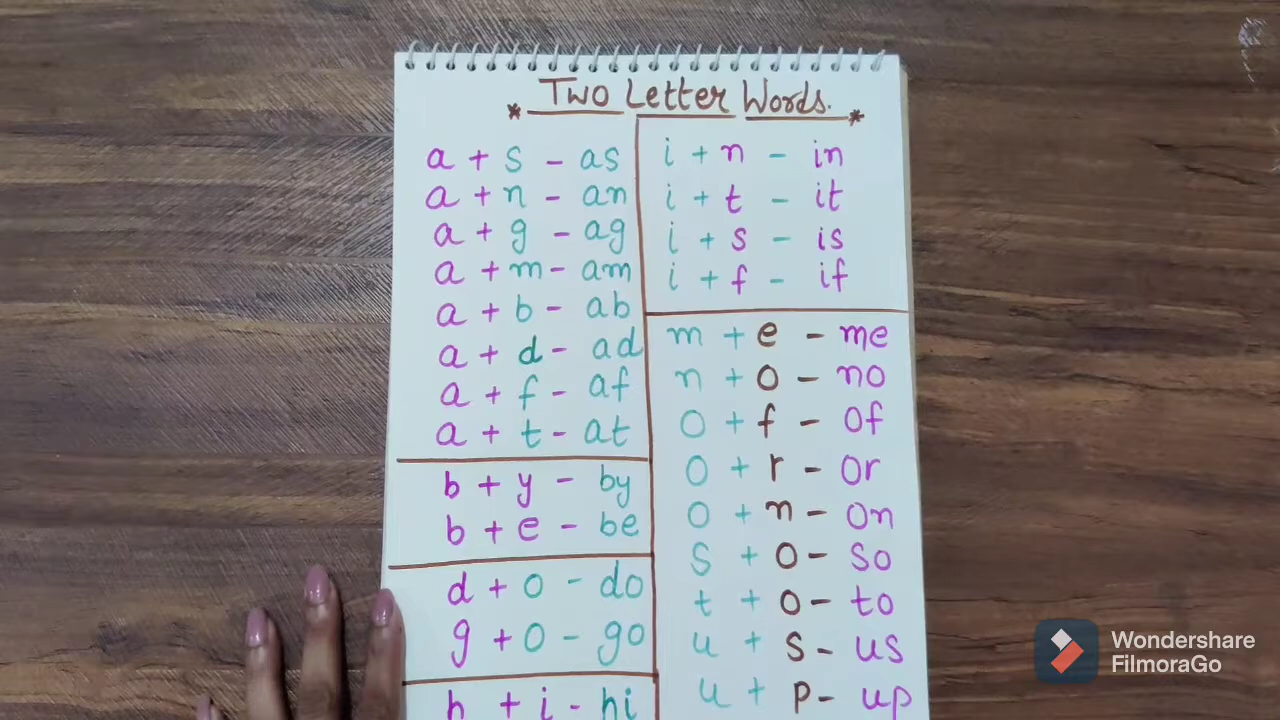 * Two Letter Words. *
a + s - as
a + n - an
a + g - ag
a + m - am
a + b - ab
a + d - ad
a + f - af
a + t - at
b + y - by
b + e - be
d + o - do
g + o - go
h + i - hi
i + n - in
i + t - it
i + s - is
i + f - if
m + e - me
n + o - no
o + f - of
o + r - or
o + n - on
s + o - so
t + o - to
u + s - us
u + p - up
Wondershare
FilmoraGo